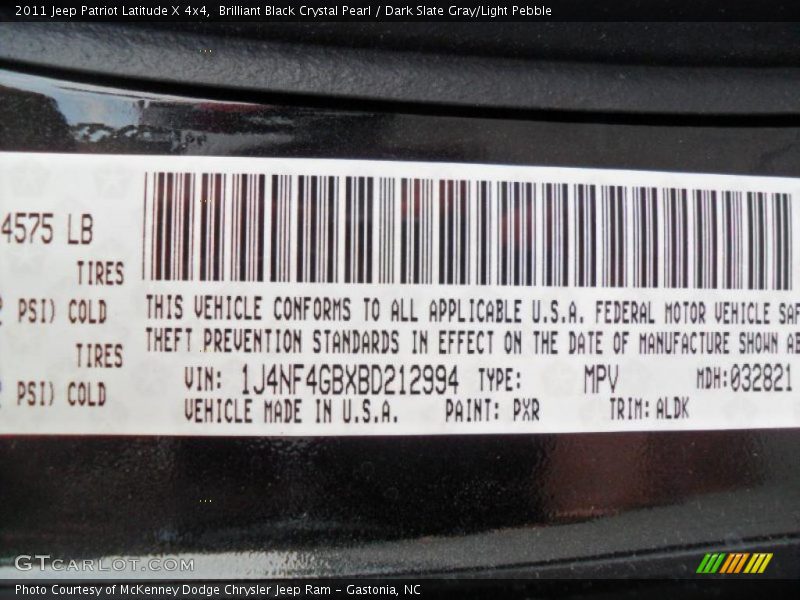 2011 Jeep Patriot Latitude X 4x4, Brilliant Black Crystal Pearl / Dark Slate Gray/Light Pebble
4575 LB
TIRES
PSI) COLD
TIRES
PSI) COLD
THIS VEHICLE CONFORMS TO ALL APPLICABLE U.S.A. FEDERAL MOTOR VEHICLE SAF
THEFT PREVENTION STANDARDS IN EFFECT ON THE DATE OF MANUFACTURE SHOWN AB
VIN: 1J4NF4GBXBD212994 TYPE: MPV MDH:032821
VEHICLE MADE IN U.S.A. PAINT: PXR TRIM: ALDK
GTCarLot.com
Photo Courtesy of McKenney Dodge Chrysler Jeep Ram - Gastonia, NC